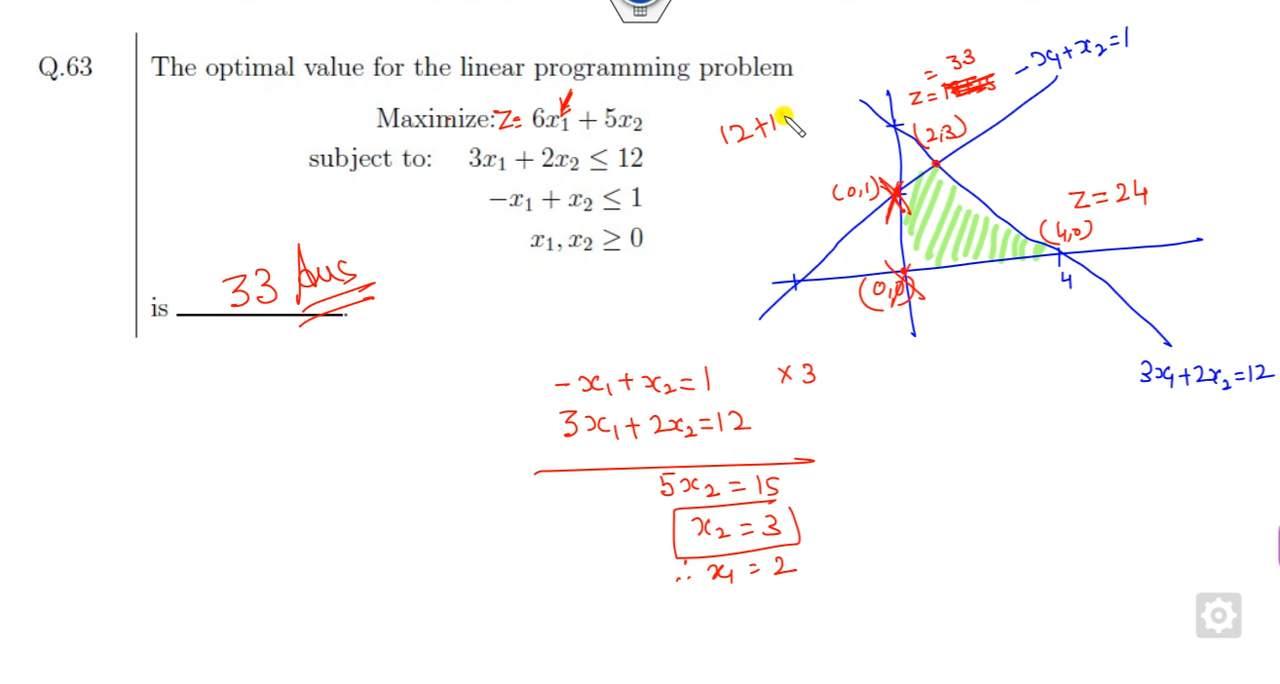 Q.63 The optimal value for the linear programming problem
Maximize: Z= 6x₁ + 5x₂
subject to: 3x₁ + 2x₂ ≤ 12
−x₁ + x₂ ≤ 1
x₁, x₂ ≥ 0
is ____________.
33 Ans
12+1
= 33
Z=
-x₁+x₂=1
(2,3)
(0,1)
Z=24
(4,0)
(0,0)
4
3x₁+2x₂=12
-x₁+x₂=1 ×3
3x₁+2x₂=12
5x₂=15
x₂=3
∴ x₁=2